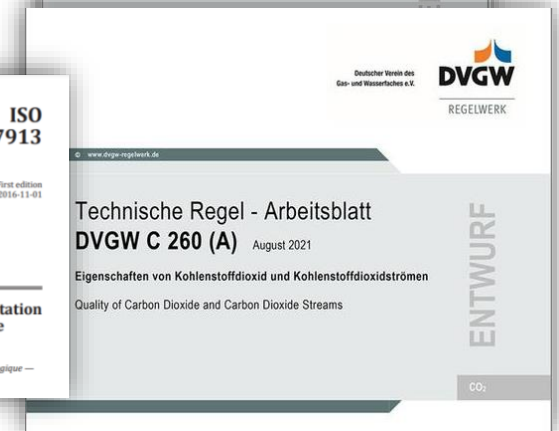 Deutscher Verein des
Gas- und Wasserfaches e.V.
DVGW
REGELWERK
ISO
7913
First edition
2016-11-01
© www.dvgw-regelwerk.de
Technische Regel - Arbeitsblatt
DVGW C 260 (A) August 2021
Eigenschaften von Kohlenstoffdioxid und Kohlenstoffdioxidströmen
Quality of Carbon Dioxide and Carbon Dioxide Streams
ENTWURF
tation
e
gique —
CO₂